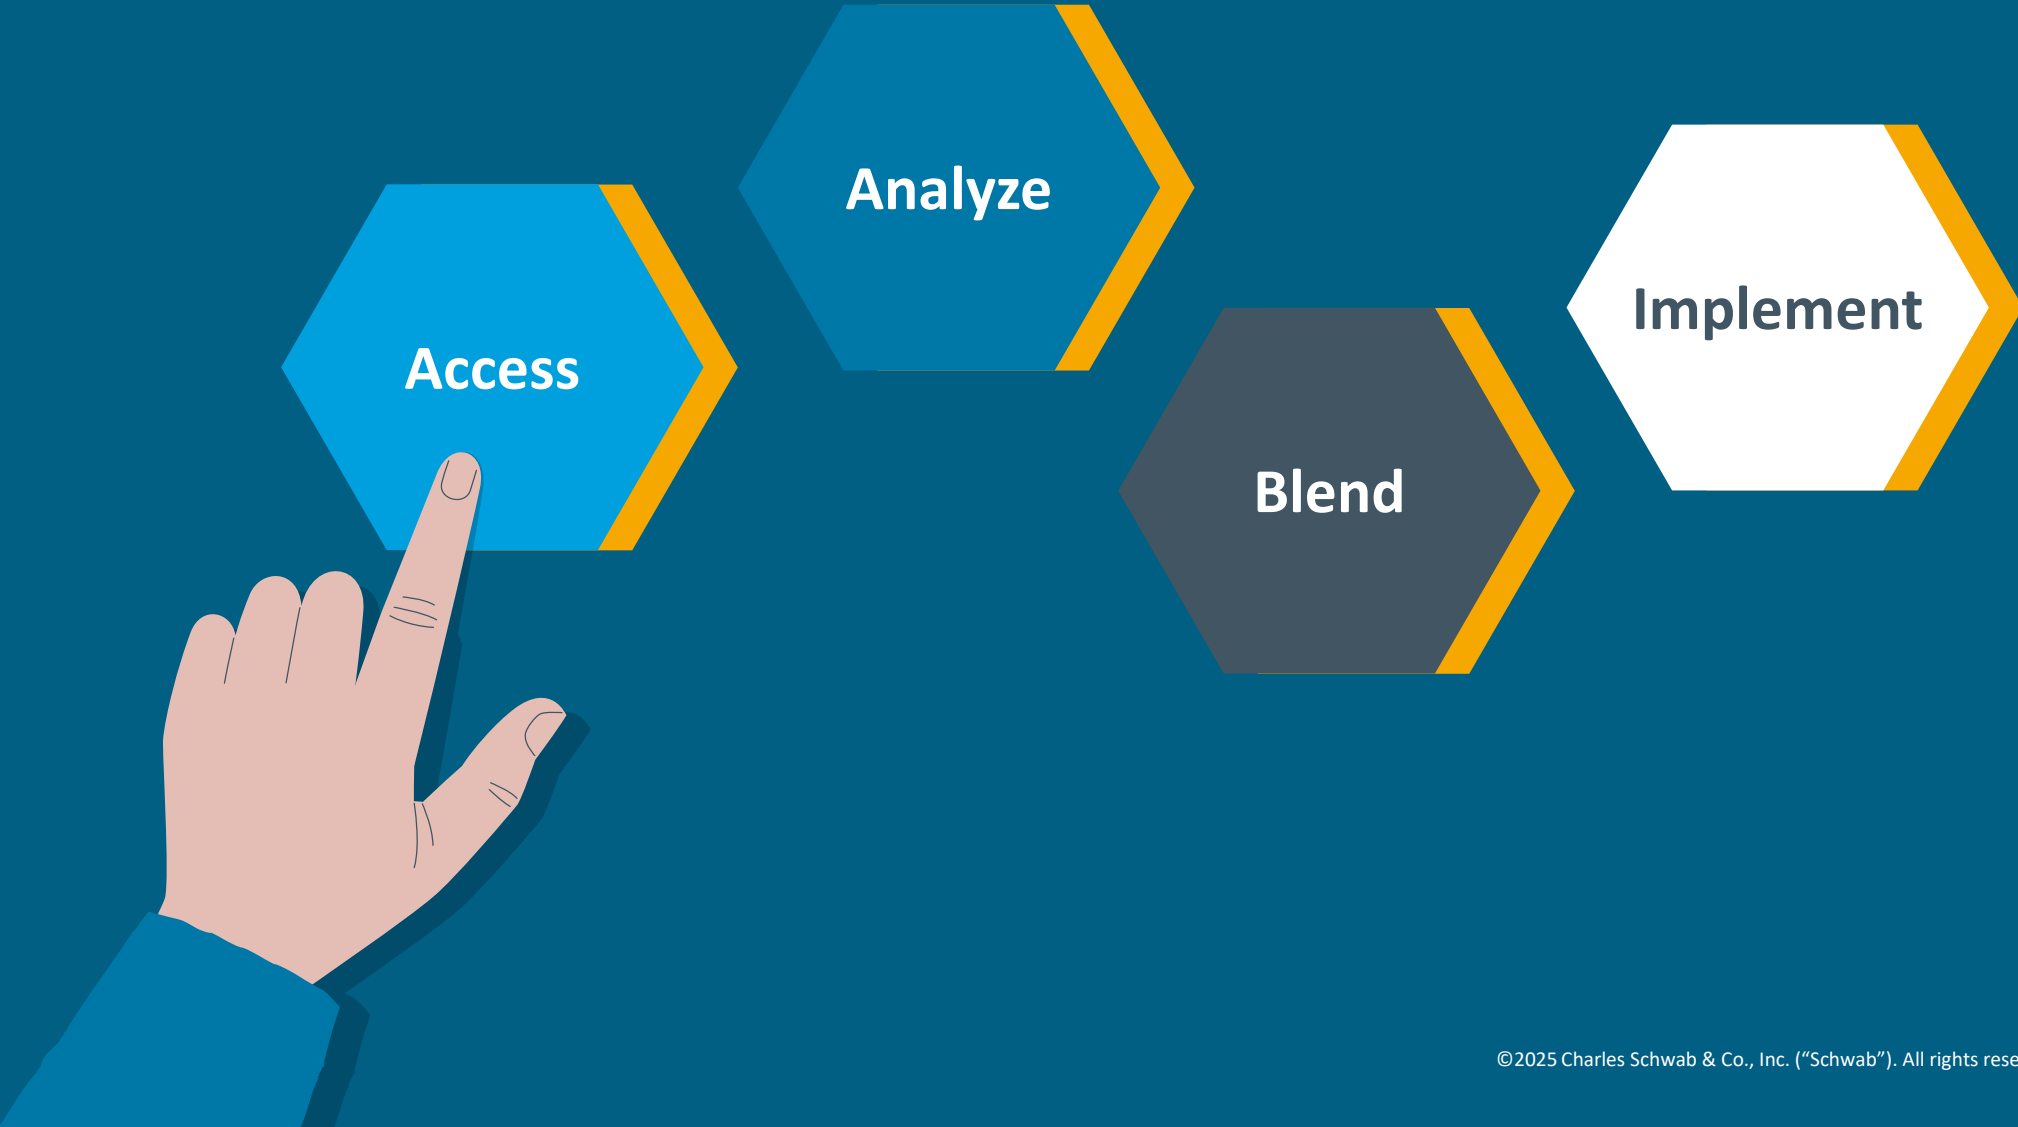 Access
Analyze
Blend
Implement
©2025 Charles Schwab & Co., Inc. (“Schwab”). All rights rese